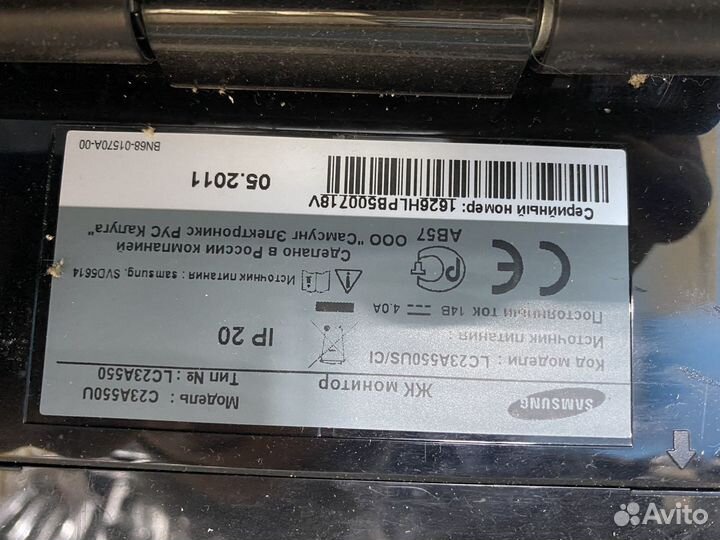 SAMSUNG
ЖК монитор
Модель : C23A550U
Тип № : LC23A550
Код модели : LC23A550US/CI
Источник питания :
Постоянный ток 14В 4.0A
IP 20
Источник питания : samsung, SVD5614
Сделано в России компанией
AB57 ООО "Самсунг Электроникс РУС Калуга"
Серийный номер: 1626HLPB500718V
05.2011
BN68-01570A-00
Avito